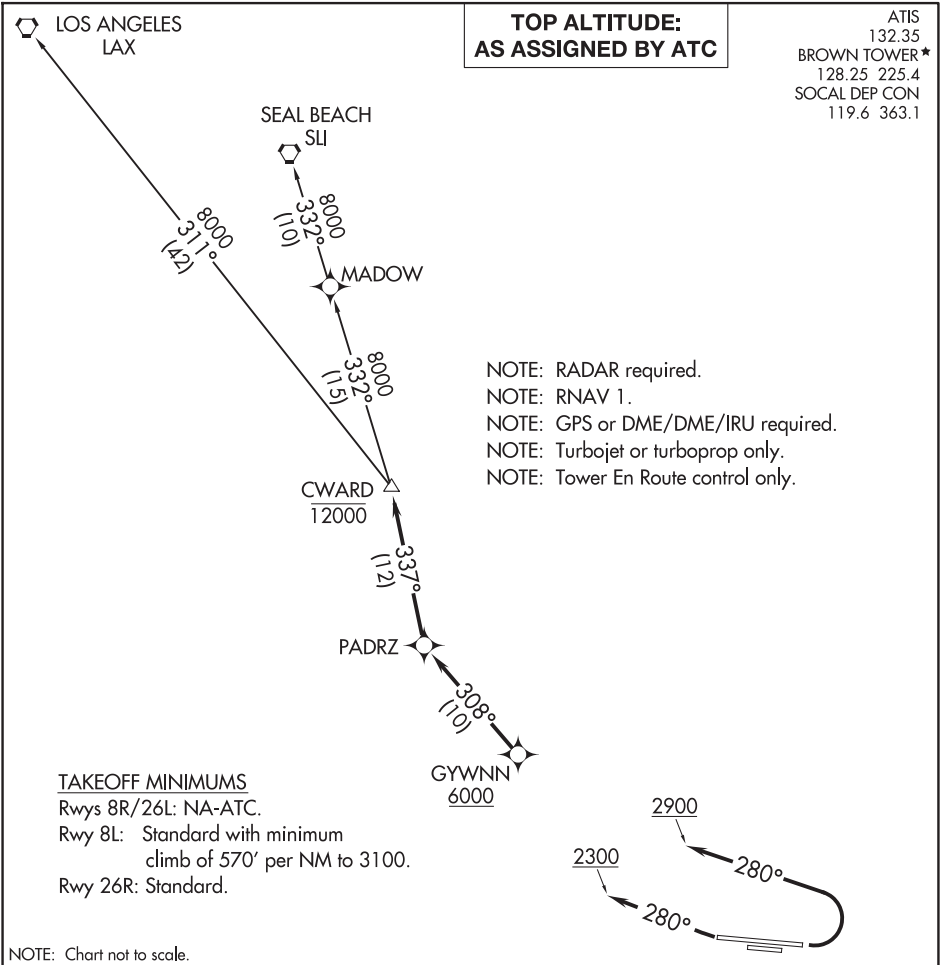 LOS ANGELES
LAX
TOP ALTITUDE:
AS ASSIGNED BY ATC
ATIS
132.35
BROWN TOWER★
128.25 225.4
SOCAL DEP CON
119.6 363.1
SEAL BEACH
SLI
8000
332°
(10)
8000
311°
(42)
MADOW
8000
332°
(15)
NOTE: RADAR required.
NOTE: RNAV 1.
NOTE: GPS or DME/DME/IRU required.
NOTE: Turbojet or turboprop only.
NOTE: Tower En Route control only.
CWARD
12000
337°
(12)
PADRZ
308°
(10)
GYWNN
6000
TAKEOFF MINIMUMS
Rwys 8R/26L: NA-ATC.
Rwy 8L: Standard with minimum
climb of 570' per NM to 3100.
Rwy 26R: Standard.
2900
280°
2300
280°
NOTE: Chart not to scale.